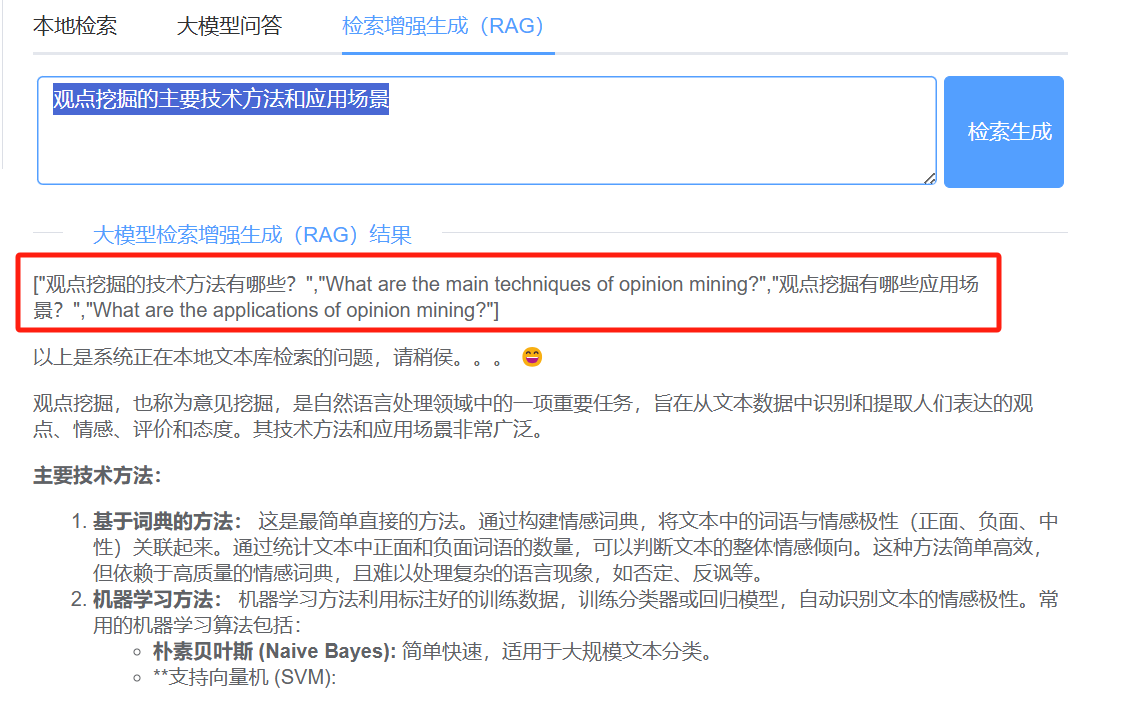 本地检索 大模型问答 检索增强生成（RAG）
观点挖掘的主要技术方法和应用场景
检索生成
大模型检索增强生成（RAG）结果
["观点挖掘的技术方法有哪些？","What are the main techniques of opinion mining?","观点挖掘有哪些应用场
景？","What are the applications of opinion mining?"]
以上是系统正在本地文本库检索的问题，请稍侯。。。 😄
观点挖掘，也称为意见挖掘，是自然语言处理领域中的一项重要任务，旨在从文本数据中识别和提取人们表达的观
点、情感、评价和态度。其技术方法和应用场景非常广泛。
主要技术方法：
1. 基于词典的方法： 这是最简单直接的方法。通过构建情感词典，将文本中的词语与情感极性（正面、负面、中
性）关联起来。通过统计文本中正面和负面词语的数量，可以判断文本的整体情感倾向。这种方法简单高效，
但依赖于高质量的情感词典，且难以处理复杂的语言现象，如否定、反讽等。
2. 机器学习方法： 机器学习方法利用标注好的训练数据，训练分类器或回归模型，自动识别文本的情感极性。常
用的机器学习算法包括：
朴素贝叶斯 (Naive Bayes): 简单快速，适用于大规模文本分类。
**支持向量机 (SVM):